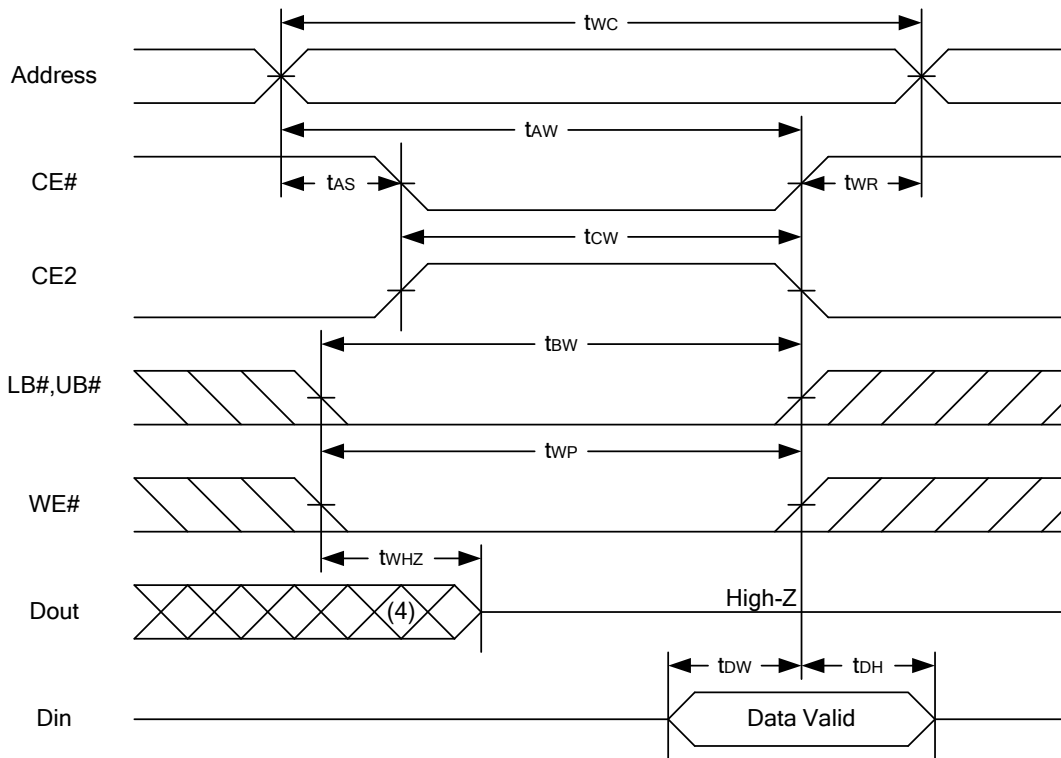 tWC
Address
tAW
CE#
tAS
tWR
tCW
CE2
tBW
LB#,UB#
tWP
WE#
tWHZ
Dout
(4)
High-Z
tDW
tDH
Din
Data Valid